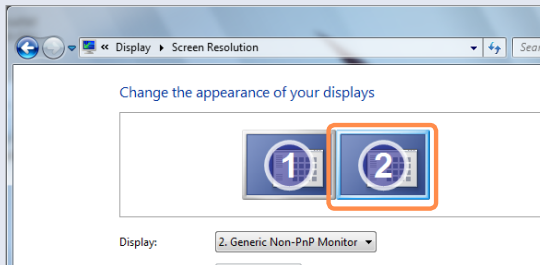 « Display ▸ Screen Resolution
Change the appearance of your displays
1 2
Display: 2. Generic Non-PnP Monitor